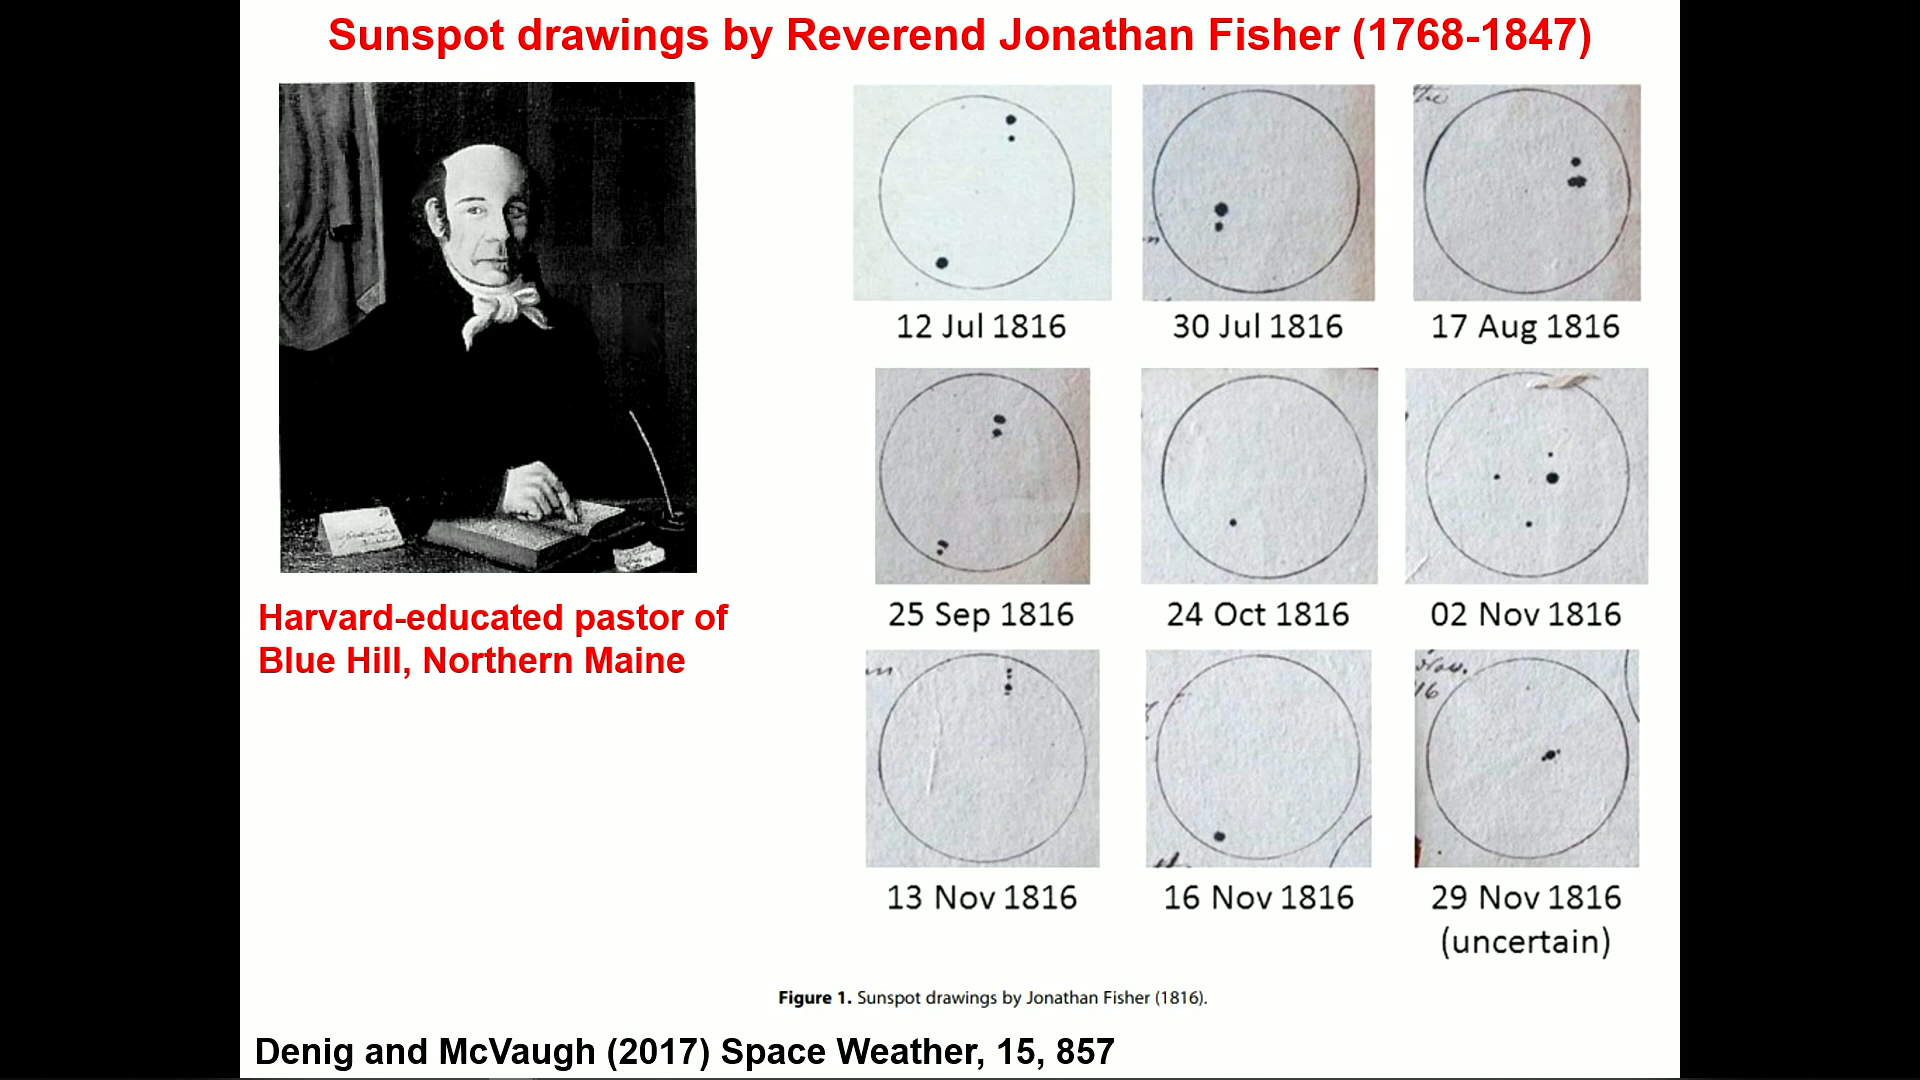 Sunspot drawings by Reverend Jonathan Fisher (1768-1847)
12 Jul 1816
30 Jul 1816
17 Aug 1816
25 Sep 1816
24 Oct 1816
02 Nov 1816
Harvard-educated pastor of
Blue Hill, Northern Maine
13 Nov 1816
16 Nov 1816
29 Nov 1816
(uncertain)
Figure 1. Sunspot drawings by Jonathan Fisher (1816).
Denig and McVaugh (2017) Space Weather, 15, 857